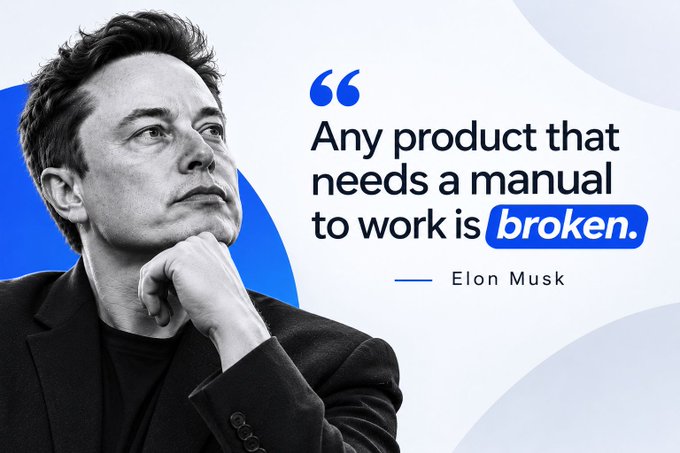 “
Any product that
needs a manual
to work is broken.
— Elon Musk